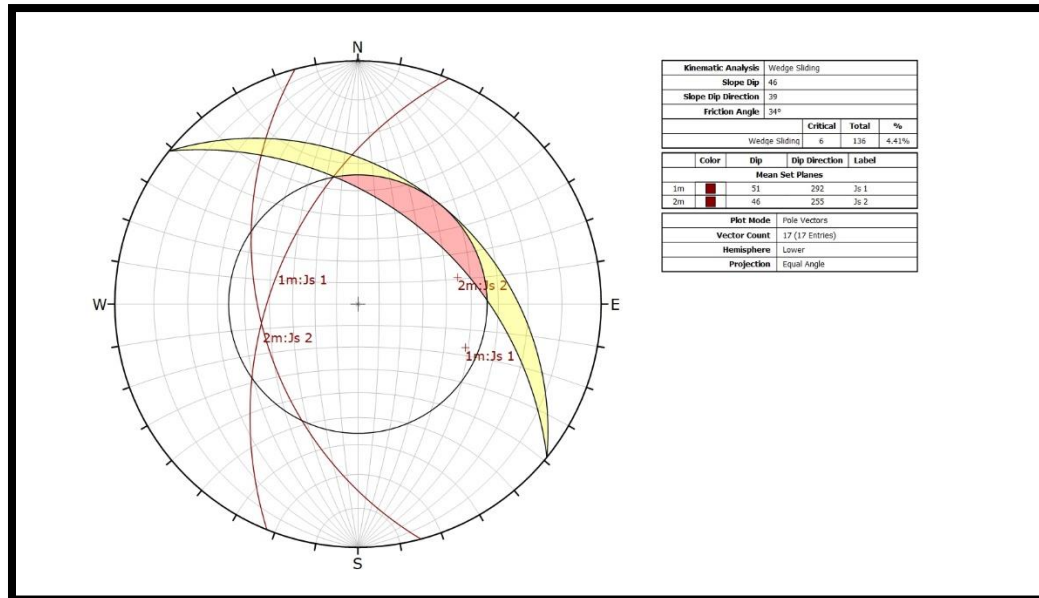 N
W
E
S
1m:Js 1
2m:Js 2
2m:Js 2
1m:Js 1
Kinematic Analysis Wedge Sliding
Slope Dip 46
Slope Dip Direction 39
Friction Angle 34°
Critical Total %
Wedge Sliding 6 136 4.41%
Color Dip Dip Direction Label
Mean Set Planes
1m 51 292 Js 1
2m 46 255 Js 2
Plot Mode Pole Vectors
Vector Count 17 (17 Entries)
Hemisphere Lower
Projection Equal Angle